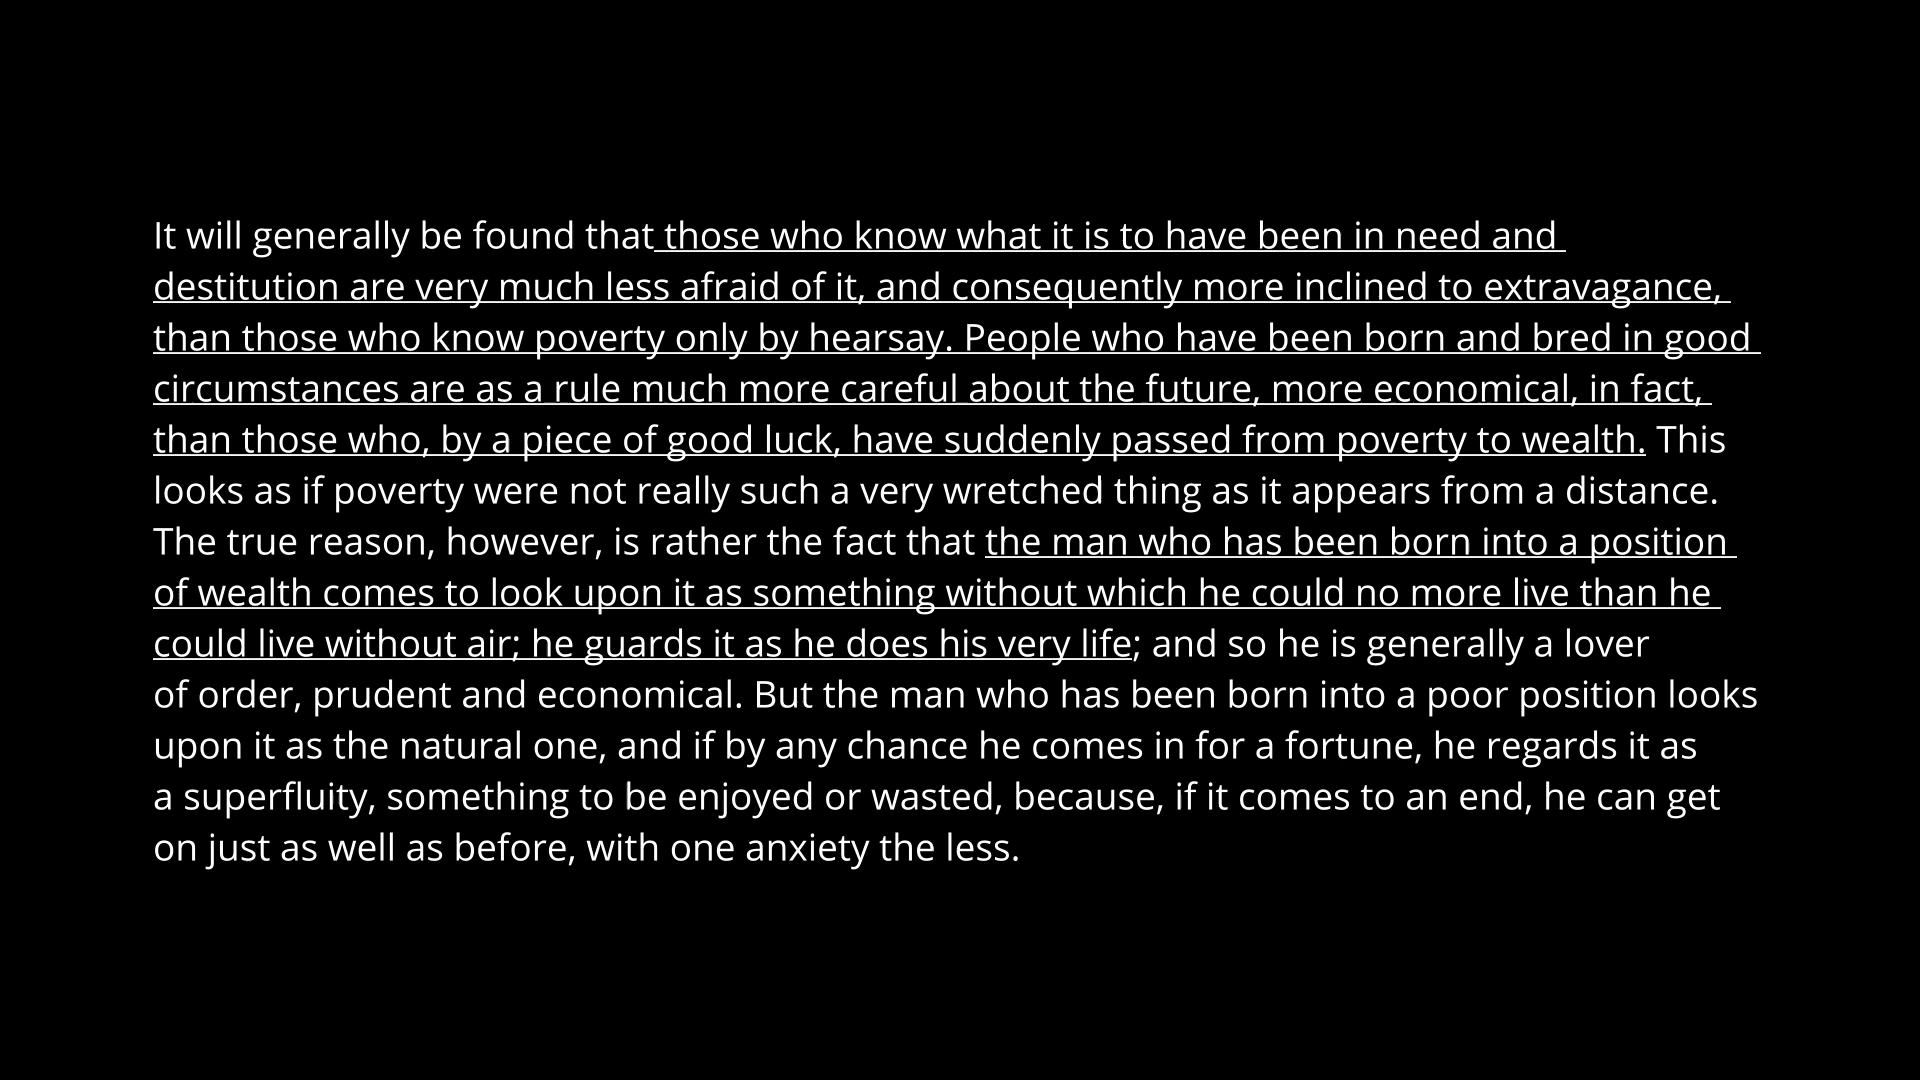 It will generally be found that those who know what it is to have been in need and
destitution are very much less afraid of it, and consequently more inclined to extravagance,
than those who know poverty only by hearsay. People who have been born and bred in good
circumstances are as a rule much more careful about the future, more economical, in fact,
than those who, by a piece of good luck, have suddenly passed from poverty to wealth. This
looks as if poverty were not really such a very wretched thing as it appears from a distance.
The true reason, however, is rather the fact that the man who has been born into a position
of wealth comes to look upon it as something without which he could no more live than he
could live without air; he guards it as he does his very life; and so he is generally a lover
of order, prudent and economical. But the man who has been born into a poor position looks
upon it as the natural one, and if by any chance he comes in for a fortune, he regards it as
a superfluity, something to be enjoyed or wasted, because, if it comes to an end, he can get
on just as well as before, with one anxiety the less.